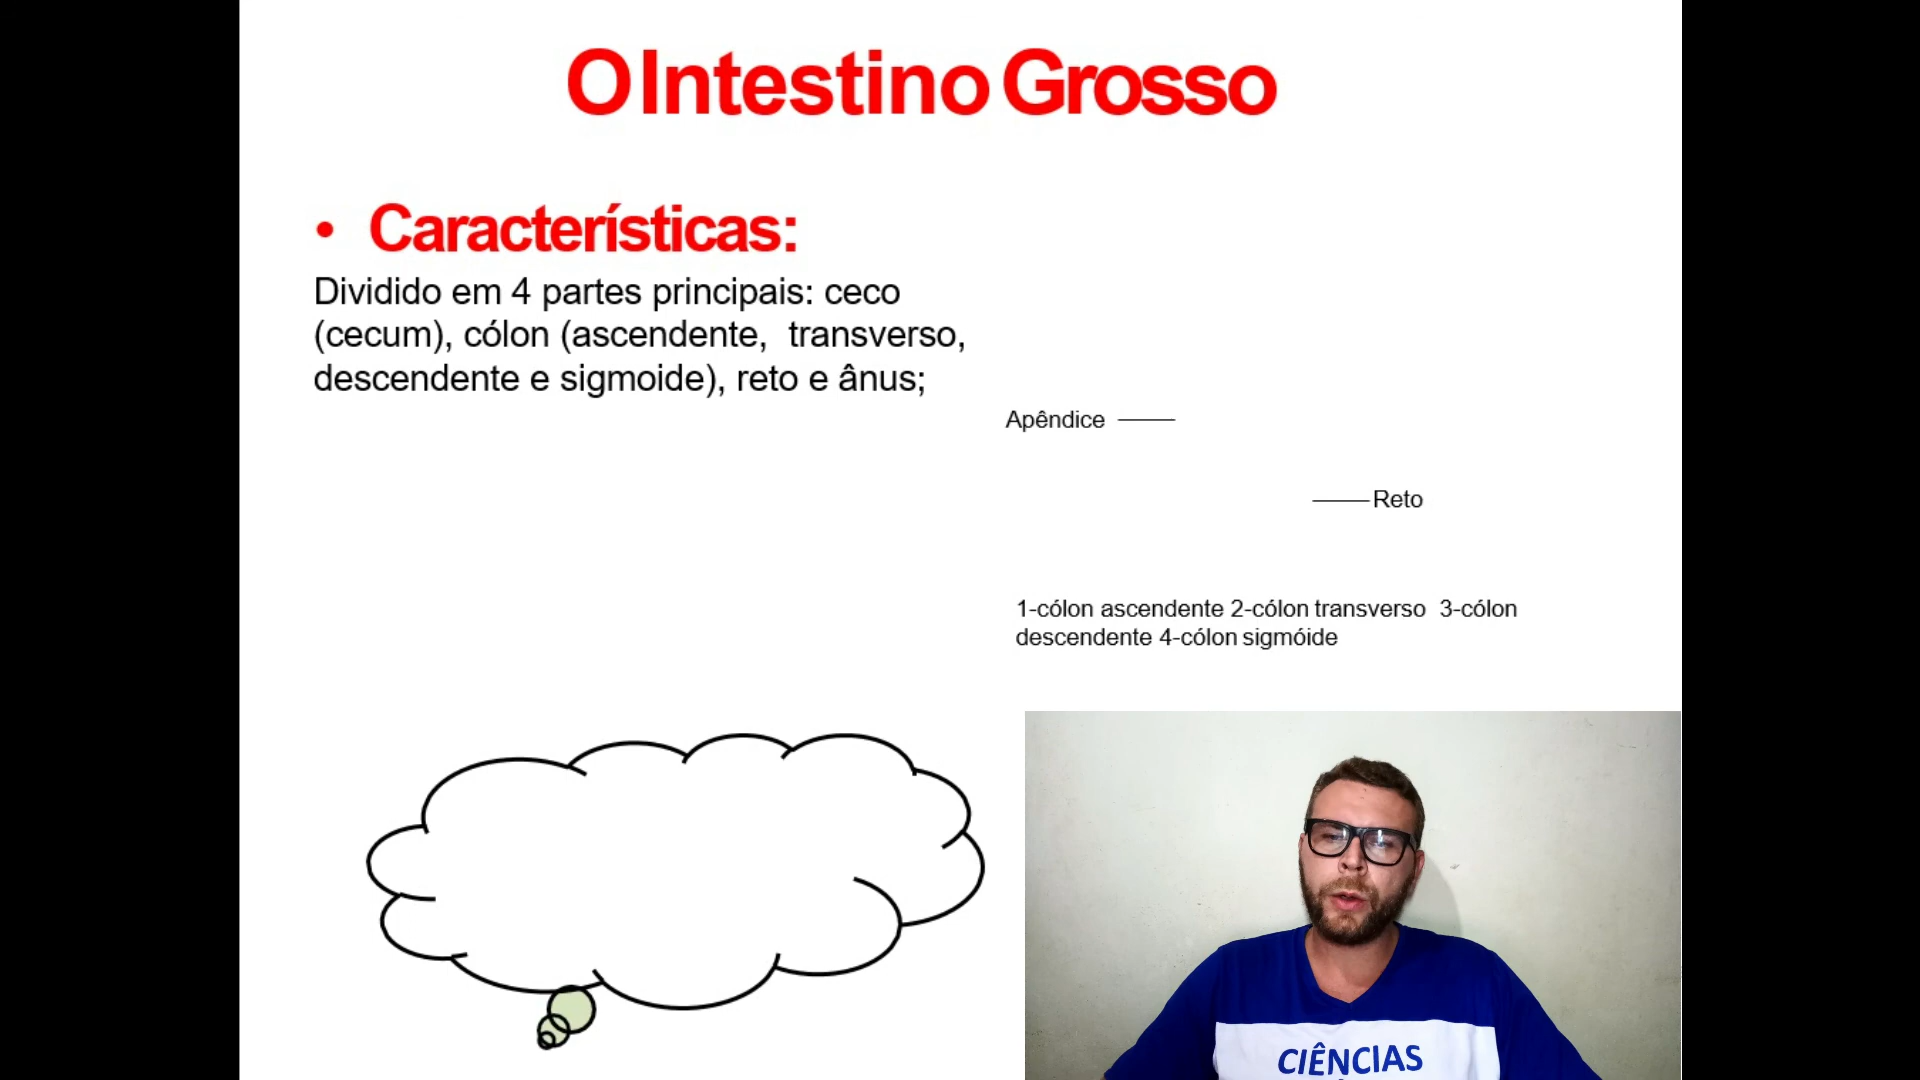 O Intestino Grosso
• Características:
Dividido em 4 partes principais: ceco
(cecum), cólon (ascendente, transverso,
descendente e sigmoide), reto e ânus;
Apêndice
Reto
1-cólon ascendente 2-cólon transverso 3-cólon
descendente 4-cólon sigmóide
CIÊNCIAS